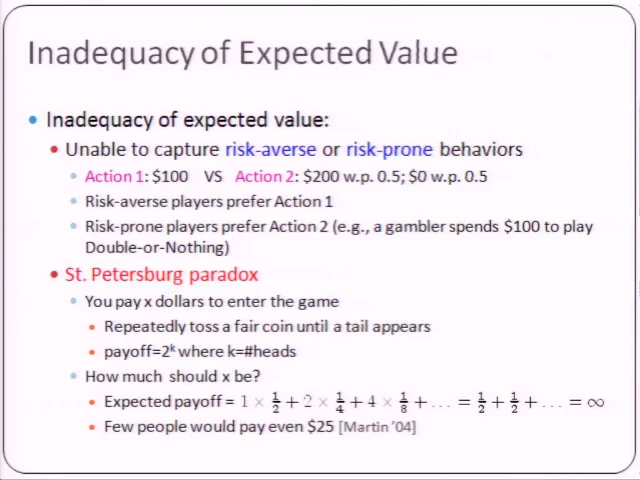 Inadequacy of Expected Value
• Inadequacy of expected value:
• Unable to capture risk-averse or risk-prone behaviors
• Action 1: $100 VS Action 2: $200 w.p. 0.5; $0 w.p. 0.5
• Risk-averse players prefer Action 1
• Risk-prone players prefer Action 2 (e.g., a gambler spends $100 to play
Double-or-Nothing)
• St. Petersburg paradox
• You pay x dollars to enter the game
• Repeatedly toss a fair coin until a tail appears
• payoff=2ᵏ where k=#heads
• How much should x be?
• Expected payoff = 1 × 1/2 + 2 × 1/4 + 4 × 1/8 + ... = 1/2 + 1/2 + ... = ∞
• Few people would pay even $25 [Martin '04]